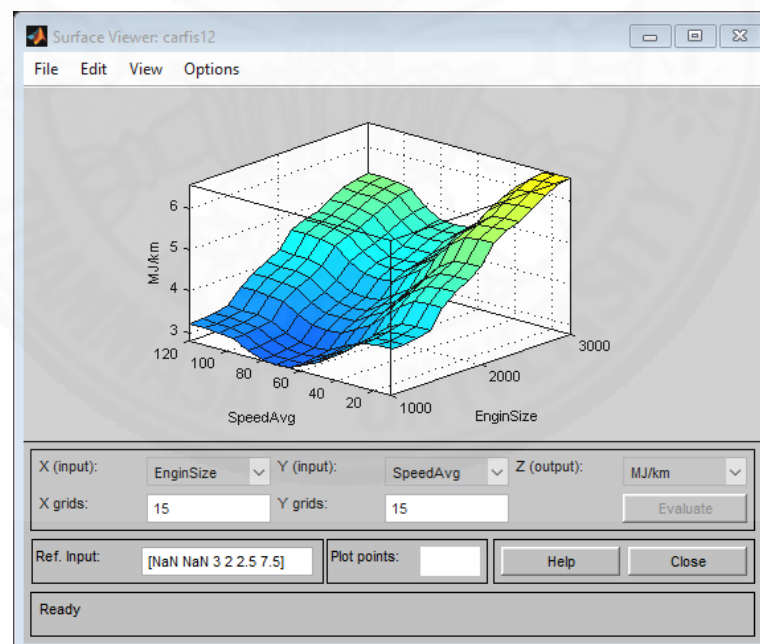 Surface Viewer: carfis12
File Edit View Options
6
5
4
3
MJ/km
120 100 80 60 40 20
SpeedAvg
1000 2000 3000
EnginSize
X (input): EnginSize Y (input): SpeedAvg Z (output): MJ/km
X grids: 15 Y grids: 15 Evaluate
Ref. Input: [NaN NaN 3 2 2.5 7.5] Plot points: Help Close
Ready